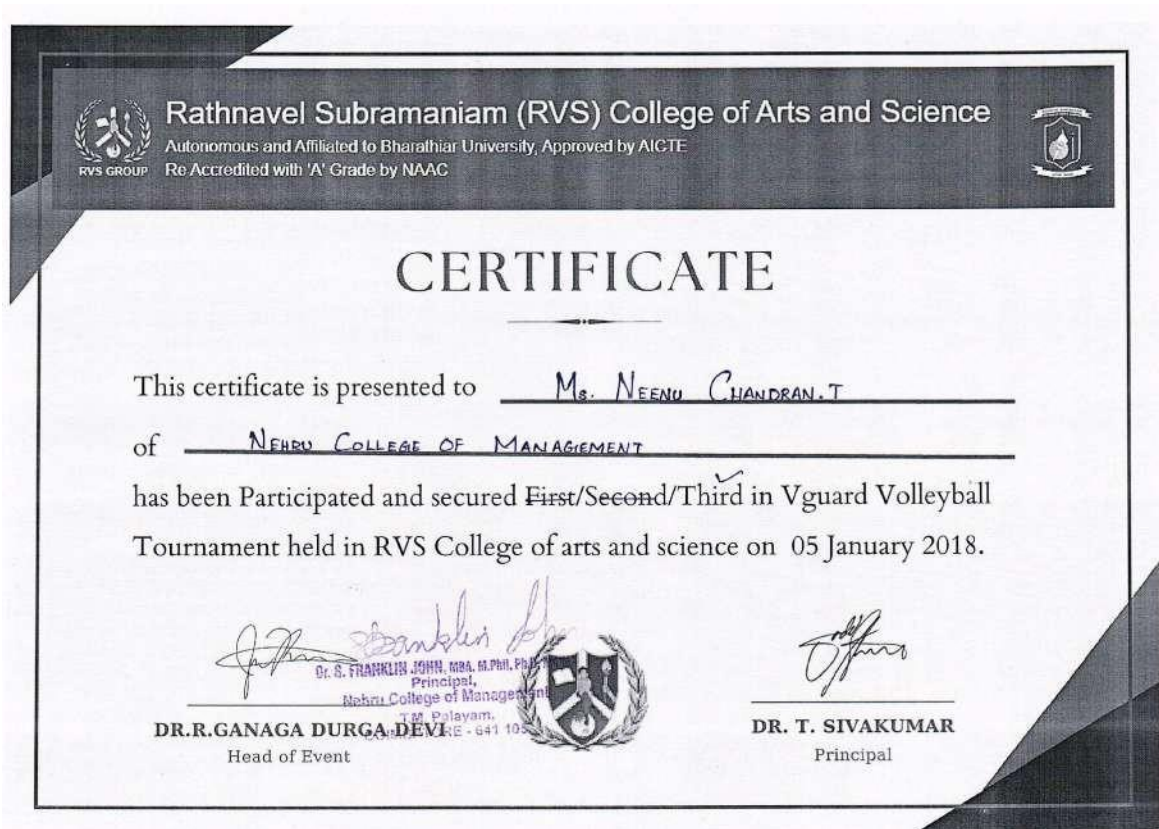 Rathnavel Subramaniam (RVS) College of Arts and Science
Autonomous and Affiliated to Bharathiar University, Approved by AICTE
RVS GROUP
Re Accredited with 'A' Grade by NAAC
CERTIFICATE
This certificate is presented to Ms. NEENU CHANDRAN.T
of NEHRU COLLEGE OF MANAGEMENT
has been Participated and secured First/Second/Third in Vguard Volleyball
Tournament held in RVS College of arts and science on 05 January 2018.
Franklin John
Dr. S. FRANKLIN JOHN, MBA, M.Phil, Ph.D,
Principal,
Nehru College of Management
T.M. Palayam,
- 641 105
DR.R.GANAGA DURGA DEVI
Head of Event
DR. T. SIVAKUMAR
Principal